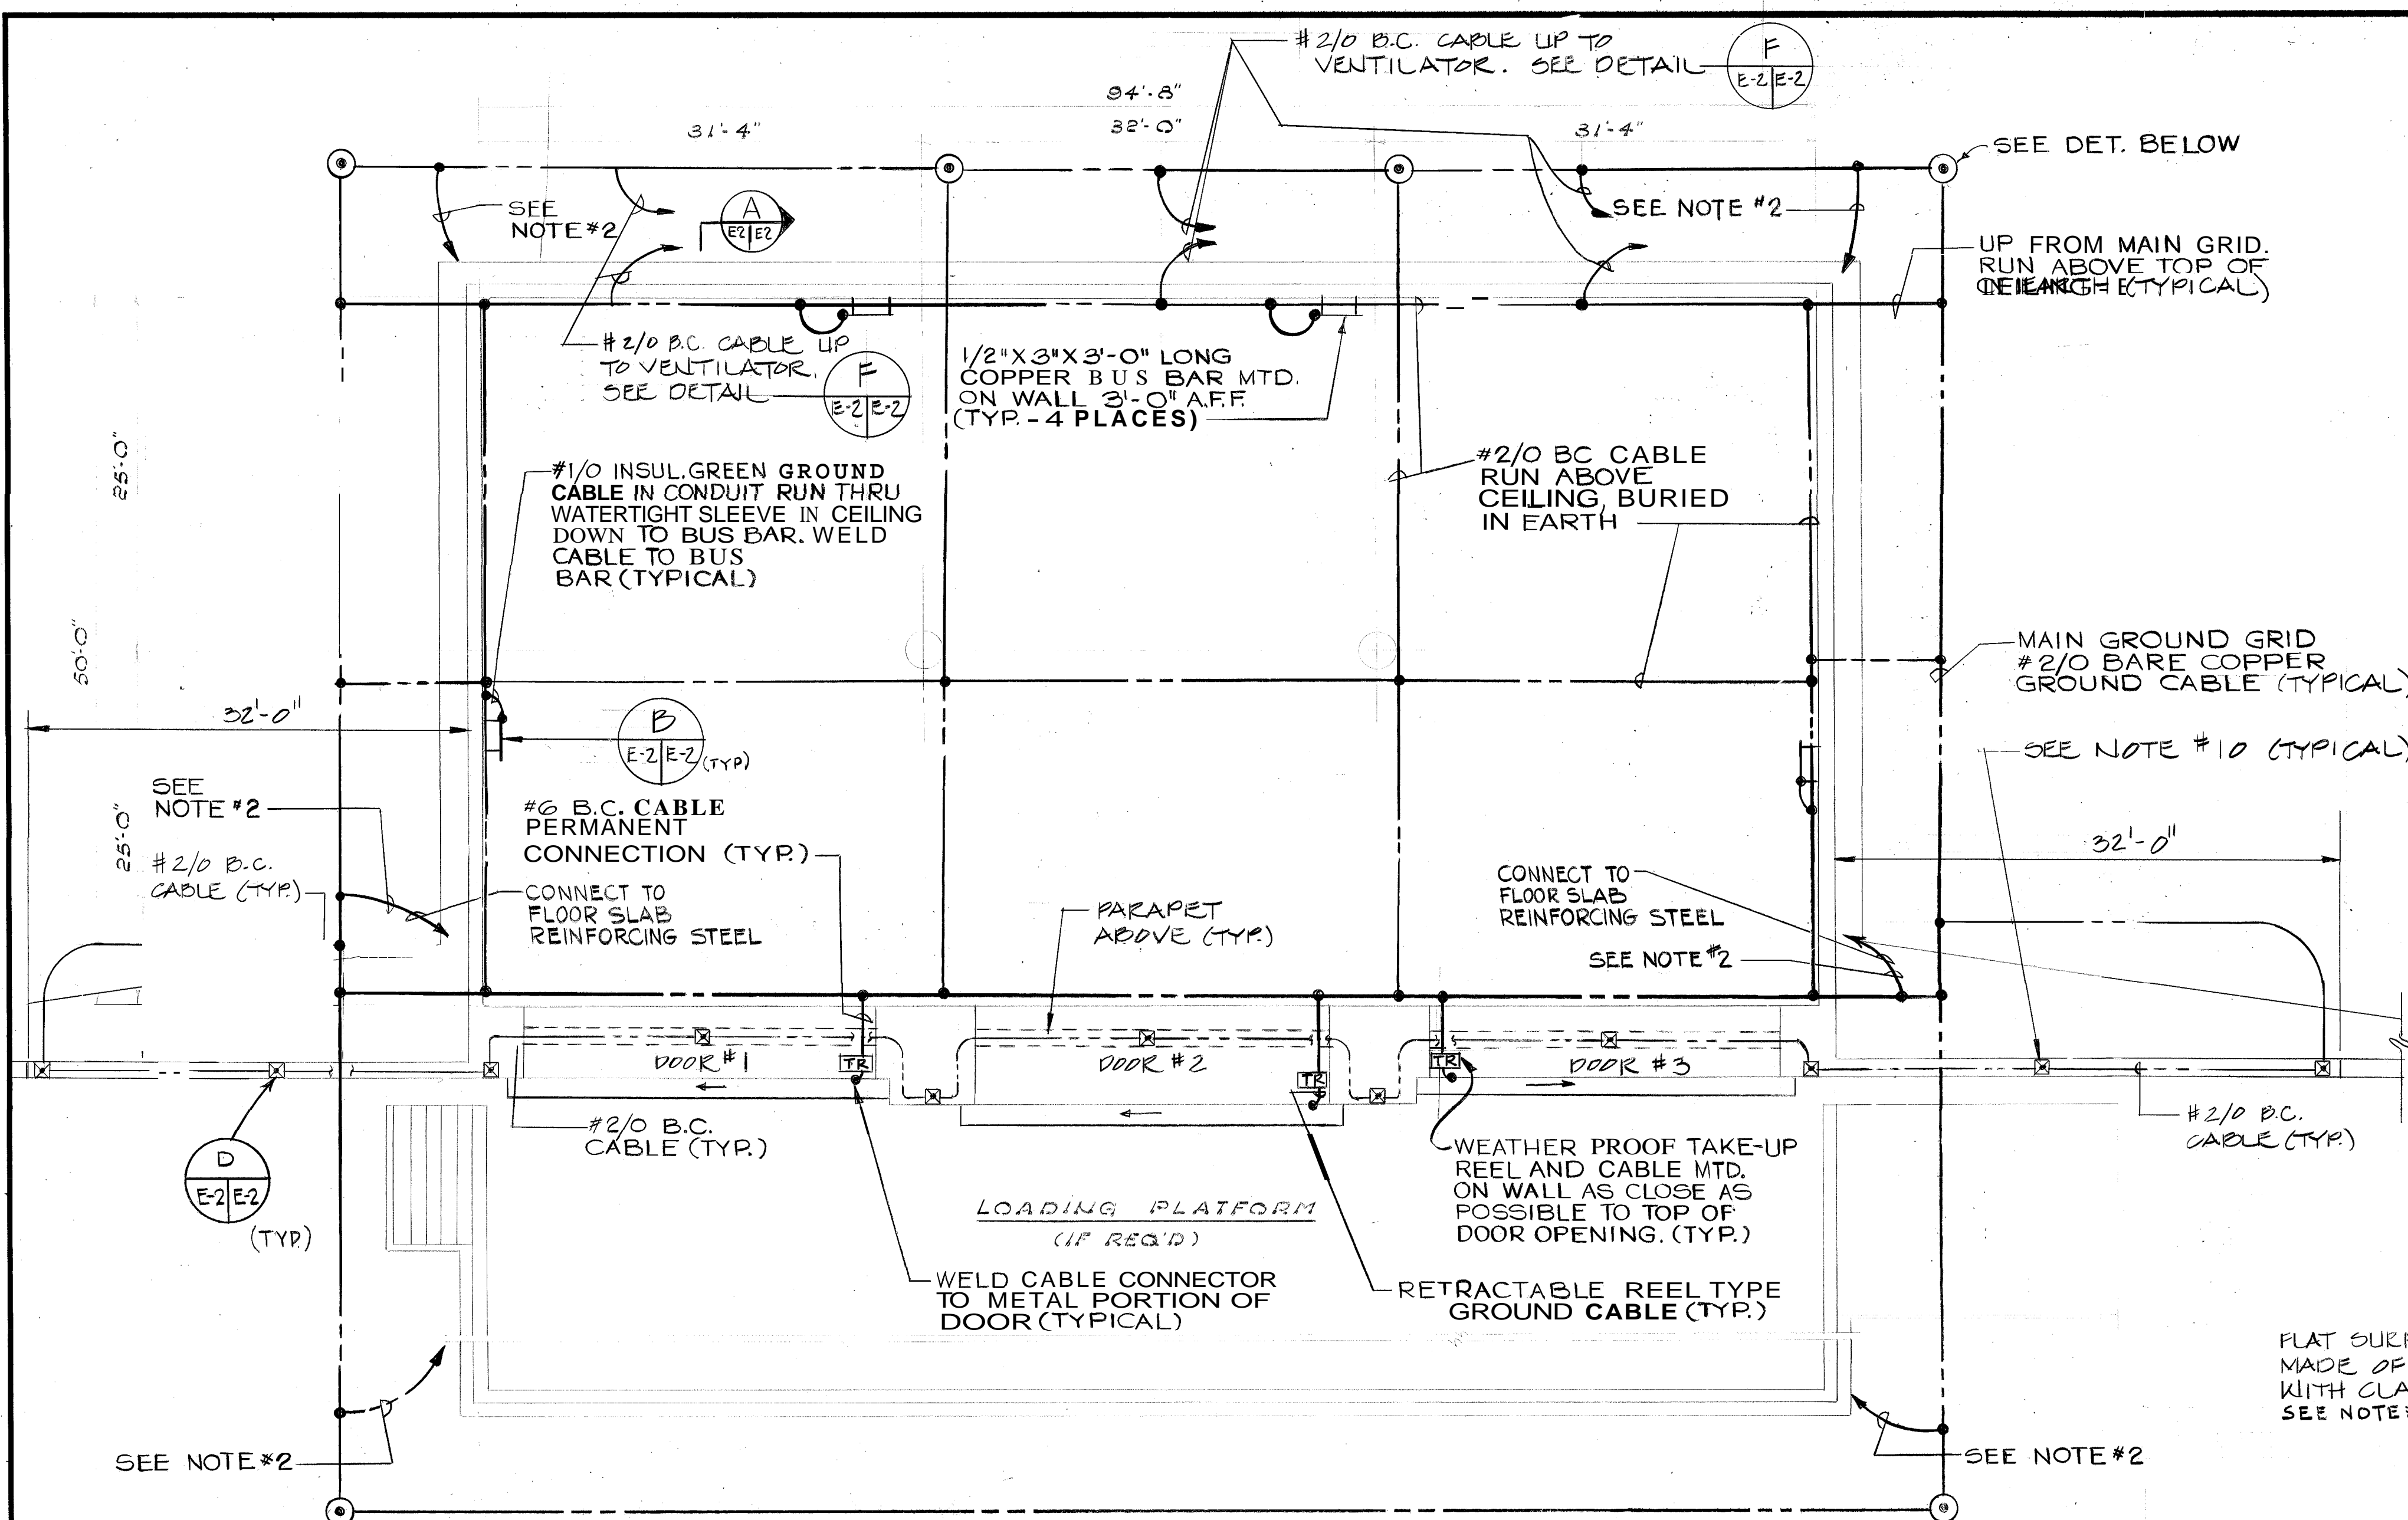 #2/0 B.C. CABLE UP TO
VENTILATOR. SEE DETAIL
F
E-2 E-2
94'-8"
31'-4"
32'-0"
31'-4"
SEE DET. BELOW
SEE
NOTE #2
A
E2 E2
SEE NOTE #2
UP FROM MAIN GRID.
RUN ABOVE TOP OF
(TYPICAL)
#2/0 B.C. CABLE UP
TO VENTILATOR.
SEE DETAIL
F
E-2 E-2
1/2" X 3" X 3'-0" LONG
COPPER BUS BAR MTD.
ON WALL 3'-0" A.F.F.
(TYP. - 4 PLACES)
25'-0"
#1/0 INSUL. GREEN GROUND
CABLE IN CONDUIT RUN THRU
WATERTIGHT SLEEVE IN CEILING
DOWN TO BUS BAR. WELD
CABLE TO BUS
BAR (TYPICAL)
#2/0 BC CABLE
RUN ABOVE
CEILING, BURIED
IN EARTH
50'-0"
MAIN GROUND GRID
#2/0 BARE COPPER
GROUND CABLE (TYPICAL)
32'-0"
B
E-2 E-2
(TYP)
SEE NOTE #10 (TYPICAL)
SEE
NOTE #2
25'-0"
#2/0 B.C.
CABLE (TYP.)
#6 B.C. CABLE
PERMANENT
CONNECTION (TYP.)
CONNECT TO
FLOOR SLAB
REINFORCING STEEL
PARAPET
ABOVE (TYP.)
CONNECT TO
FLOOR SLAB
REINFORCING STEEL
SEE NOTE #2
32'-0"
DOOR #1
TR
DOOR #2
TR
TR
DOOR #3
D
E-2 E-2
(TYP.)
#2/0 B.C.
CABLE (TYP.)
#2/0 B.C.
CABLE (TYP.)
WEATHER PROOF TAKE-UP
REEL AND CABLE MTD.
ON WALL AS CLOSE AS
POSSIBLE TO TOP OF
DOOR OPENING. (TYP.)
LOADING PLATFORM
(IF REQ'D)
WELD CABLE CONNECTOR
TO METAL PORTION OF
DOOR (TYPICAL)
RETRACTABLE REEL TYPE
GROUND CABLE (TYP.)
FLAT
MADE OF
WITH
SEE NOTE
SEE NOTE #2
SEE NOTE #2